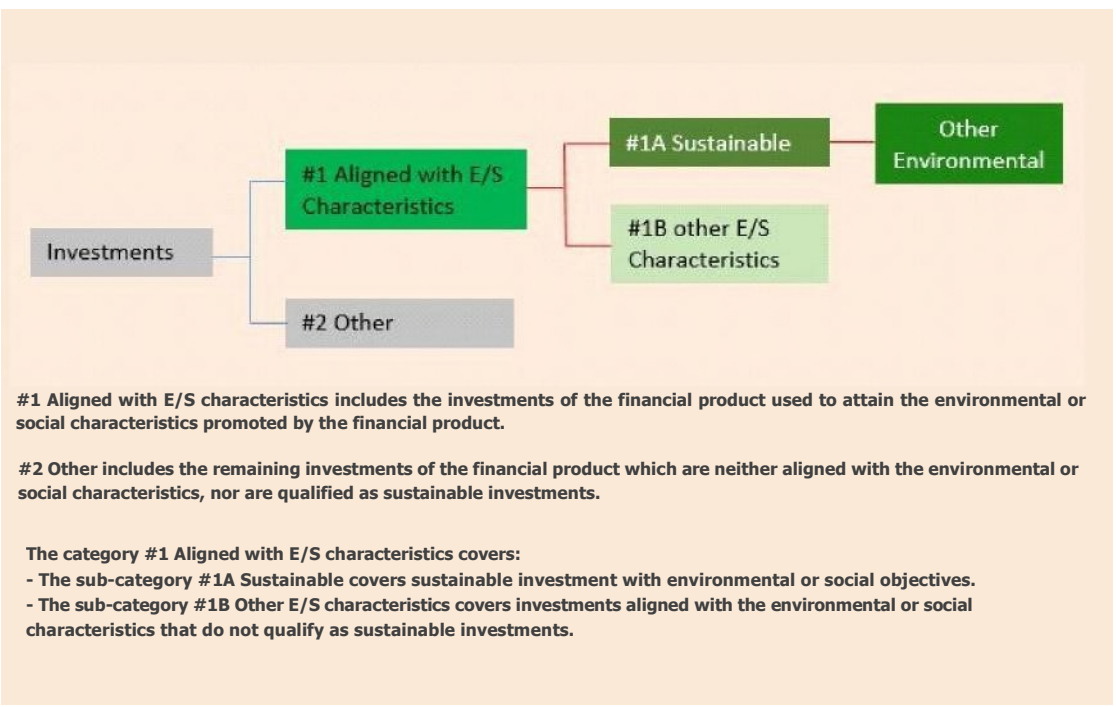 Other
Environmental
#1A Sustainable
#1 Aligned with E/S
Characteristics
#1B other E/S
Characteristics
Investments
#2 Other
#1 Aligned with E/S characteristics includes the investments of the financial product used to attain the environmental or
social characteristics promoted by the financial product.
#2 Other includes the remaining investments of the financial product which are neither aligned with the environmental or
social characteristics, nor are qualified as sustainable investments.
The category #1 Aligned with E/S characteristics covers:
- The sub-category #1A Sustainable covers sustainable investment with environmental or social objectives.
- The sub-category #1B Other E/S characteristics covers investments aligned with the environmental or social
characteristics that do not qualify as sustainable investments.